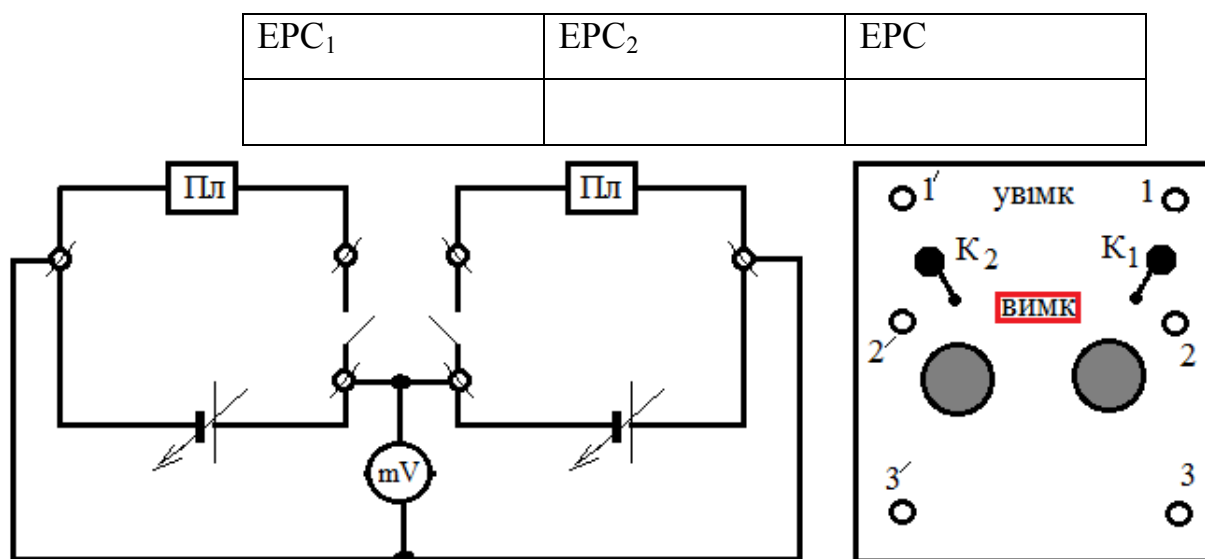 ЕРС₁ ЕРС₂ ЕРС
Пл Пл
1′ увімк 1
К₂ К₁
вимк
2′ 2
mV
3′ 3